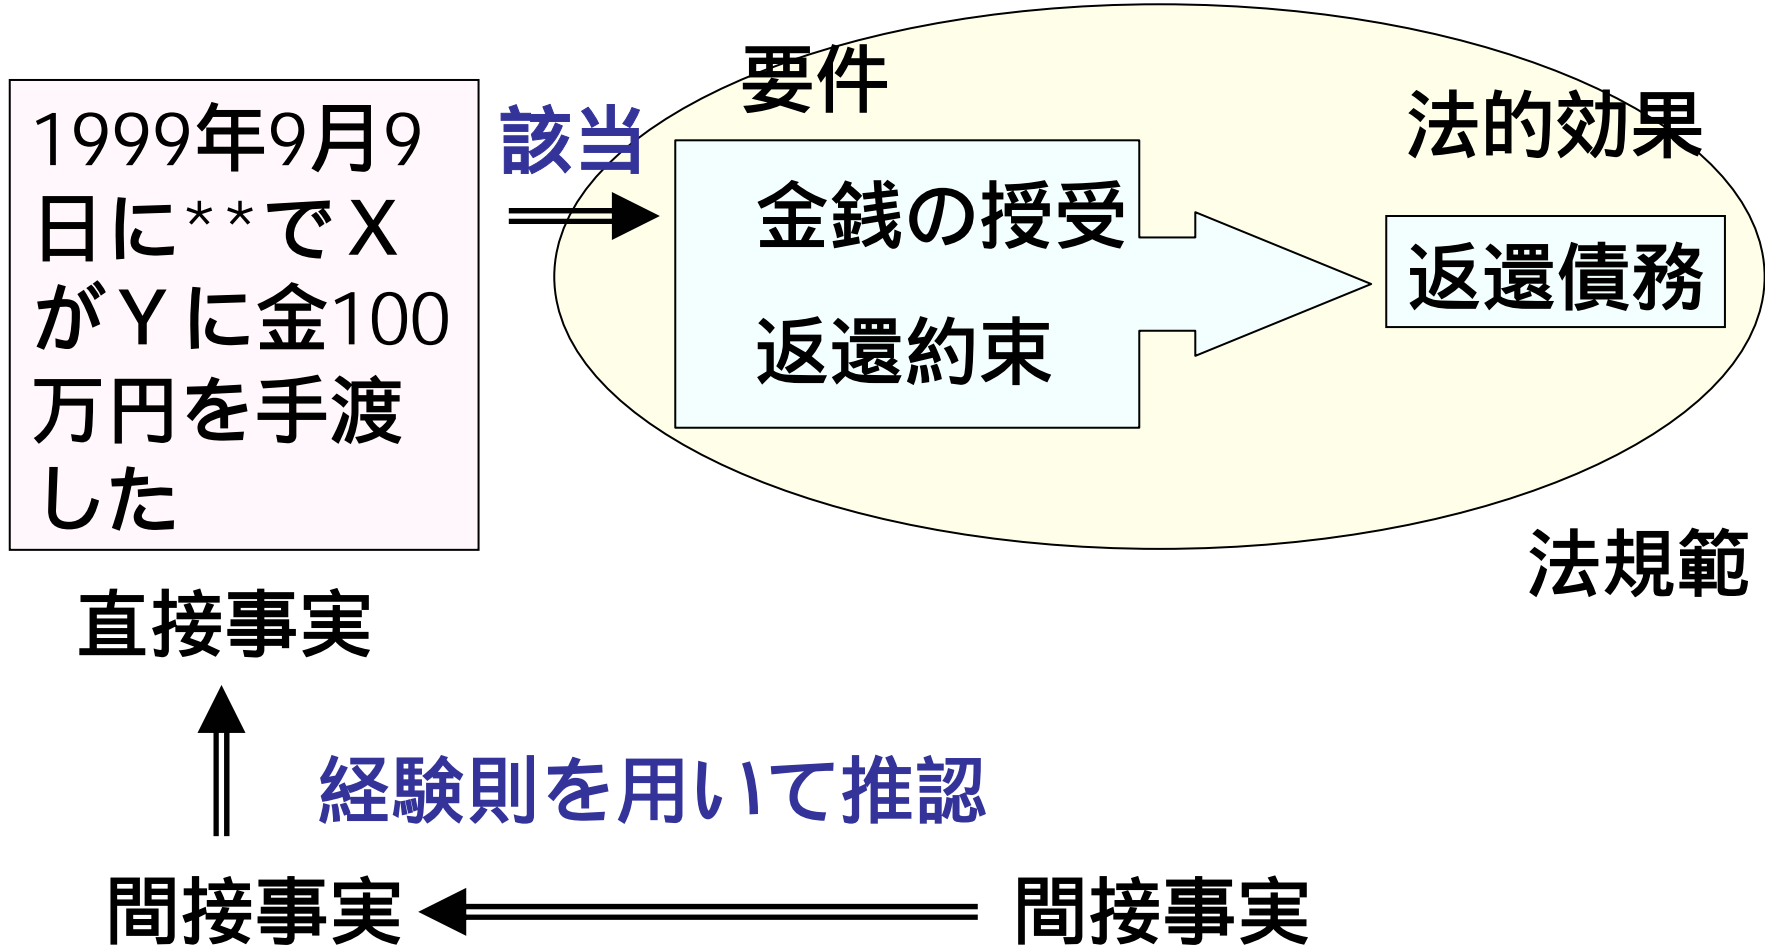 要件
法的効果
該当
1999年9月9
日に**でX
がYに金100
万円を手渡
した
金銭の授受
返還約束
返還債務
法規範
直接事実
経験則を用いて推認
間接事実
間接事実